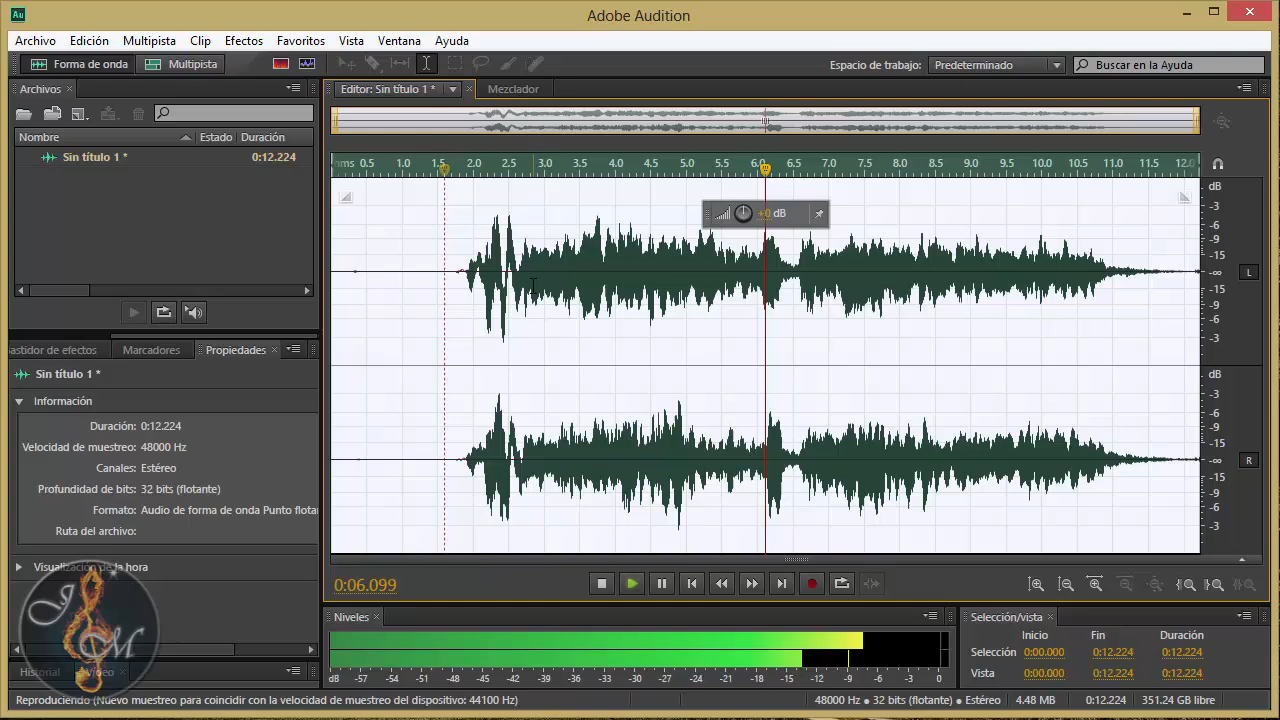 Au
Adobe Audition
Archivo Edición Multipista Clip Efectos Favoritos Vista Ventana Ayuda
Forma de onda Multipista
Espacio de trabajo: Predeterminado Buscar en la Ayuda
Archivos
Nombre Estado Duración
Sin título 1 * 0:12.224
Editor: Sin título 1 * Mezclador
hms 0.5 1.0 1.5 2.0 2.5 3.0 3.5 4.0 4.5 5.0 5.5 6.0 6.5 7.0 7.5 8.0 8.5 9.0 9.5 10.0 10.5 11.0 11.5 12.0
+0 dB
dB
-3
-6
-9
-15
-∞
-15
-9
-6
-3
L
dB
-3
-6
-9
-15
-∞
-15
-9
-6
-3
R
astidor de efectos Marcadores Propiedades
Sin título 1 *
Información
Duración: 0:12.224
Velocidad de muestreo: 48000 Hz
Canales: Estéreo
Profundidad de bits: 32 bits (flotante)
Formato: Audio de forma de onda Punto flota
Ruta del archivo:
Visualización de la hora
JM
Historial Vídeo
0:06.099
Niveles
dB -57 -54 -51 -48 -45 -42 -39 -36 -33 -30 -27 -24 -21 -18 -15 -12 -9 -6 -3 0
Selección/vista
Inicio Fin Duración
Selección 0:00.000 0:12.224 0:12.224
Vista 0:00.000 0:12.224 0:12.224
Reproduciendo (Nuevo muestreo para coincidir con la velocidad de muestreo del dispositivo: 44100 Hz)
48000 Hz ● 32 bits (flotante) ● Estéreo 4.48 MB 0:12.224 351.24 GB libre